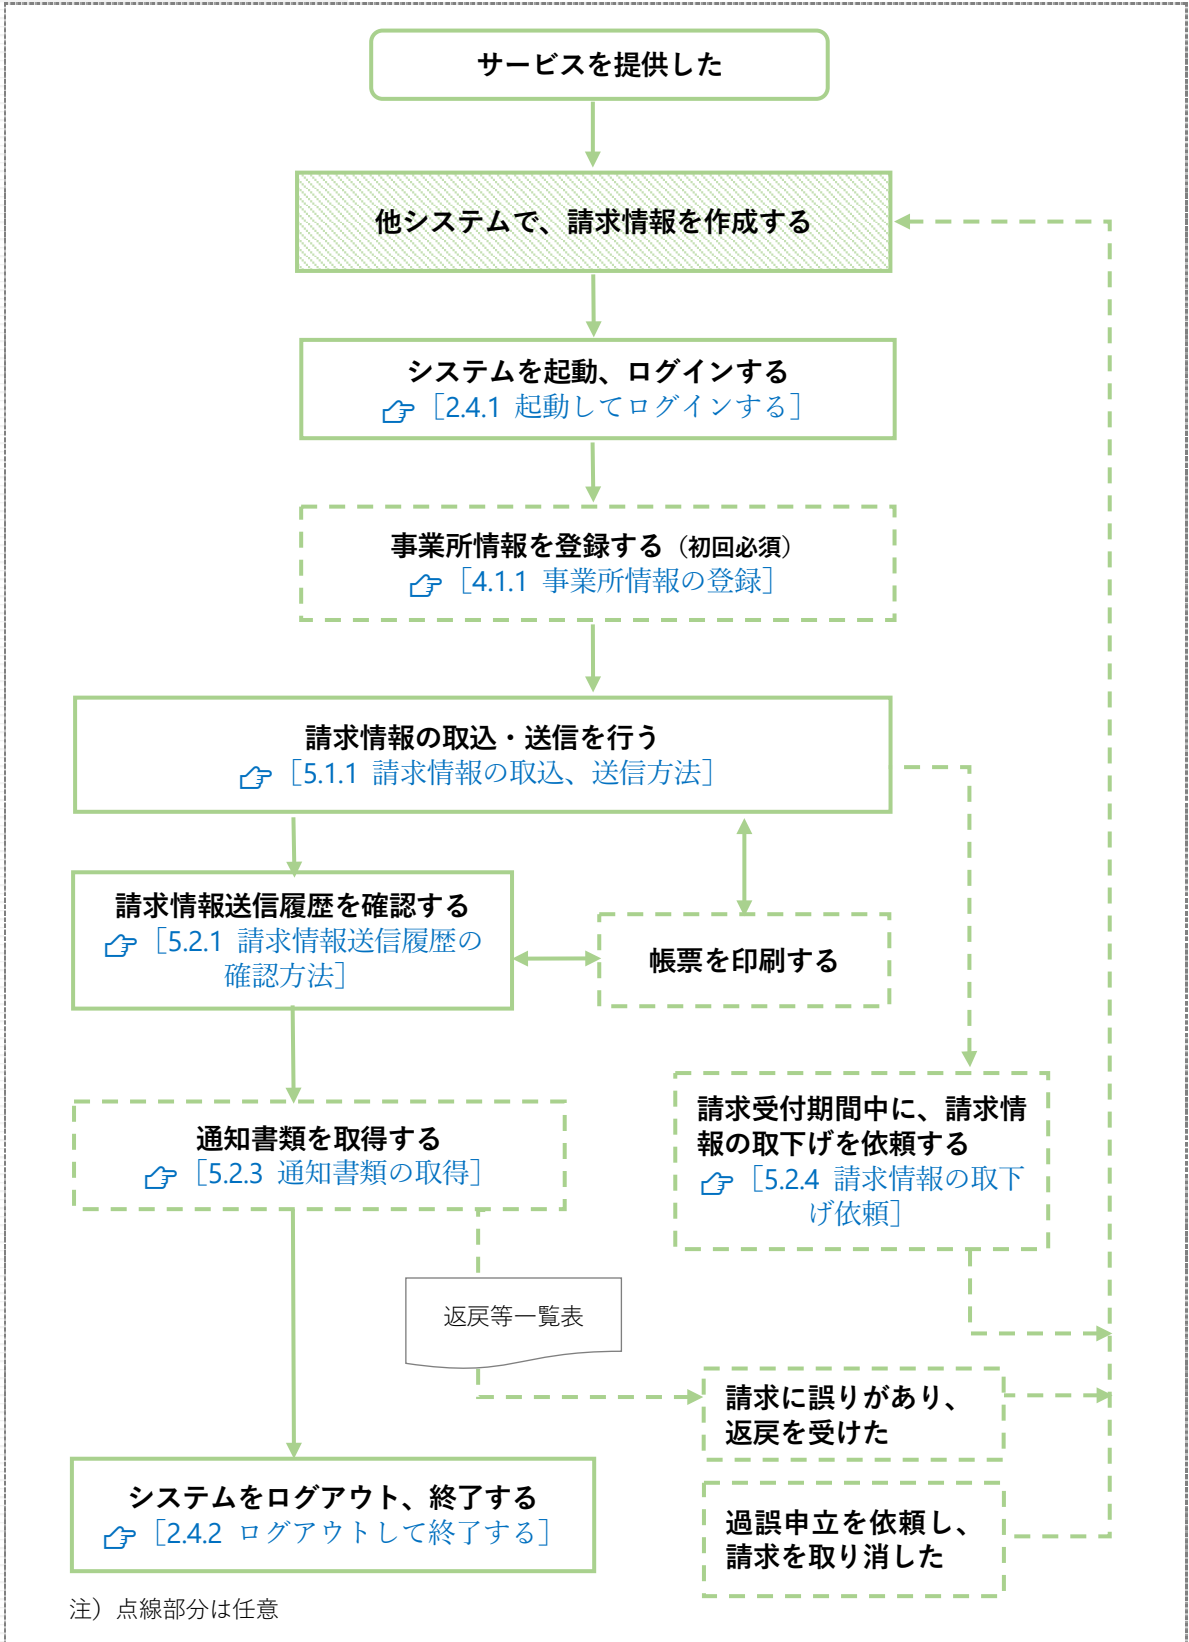 サービスを提供した
他システムで、請求情報を作成する
システムを起動、ログインする
［2.4.1 起動してログインする］
事業所情報を登録する（初回必須）
［4.1.1 事業所情報の登録］
請求情報の取込・送信を行う
［5.1.1 請求情報の取込、送信方法］
請求情報送信履歴を確認する
［5.2.1 請求情報送信履歴の
確認方法］
帳票を印刷する
通知書類を取得する
［5.2.3 通知書類の取得］
請求受付期間中に、請求情
報の取下げを依頼する
［5.2.4 請求情報の取下
げ依頼］
返戻等一覧表
請求に誤りがあり、
返戻を受けた
システムをログアウト、終了する
［2.4.2 ログアウトして終了する］
過誤申立を依頼し、
請求を取り消した
注）点線部分は任意